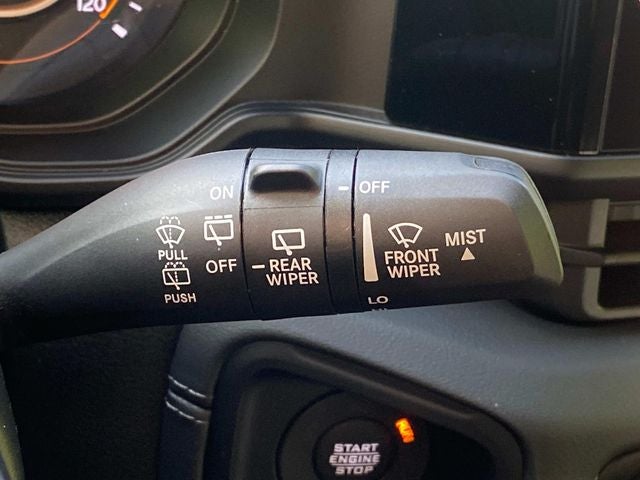 120
ON
OFF
PULL
OFF
PUSH
REAR
WIPER
FRONT
WIPER
MIST
LO
START
ENGINE
STOP